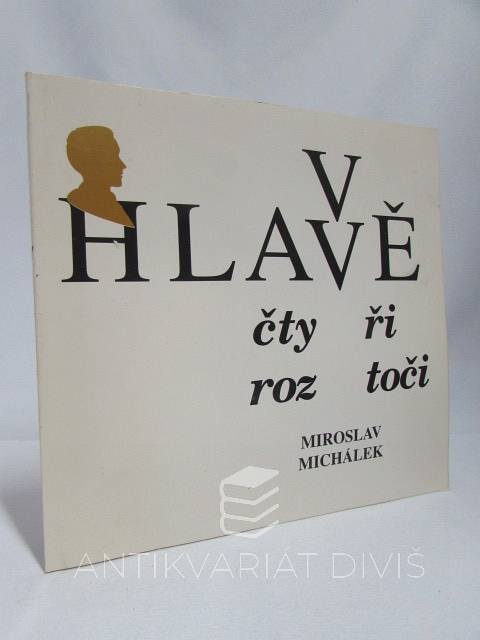 V
HLAVĚ
čty ři
roz toči
MIROSLAV
MICHÁLEK
ANTIKVARIÁT DIVIŠ